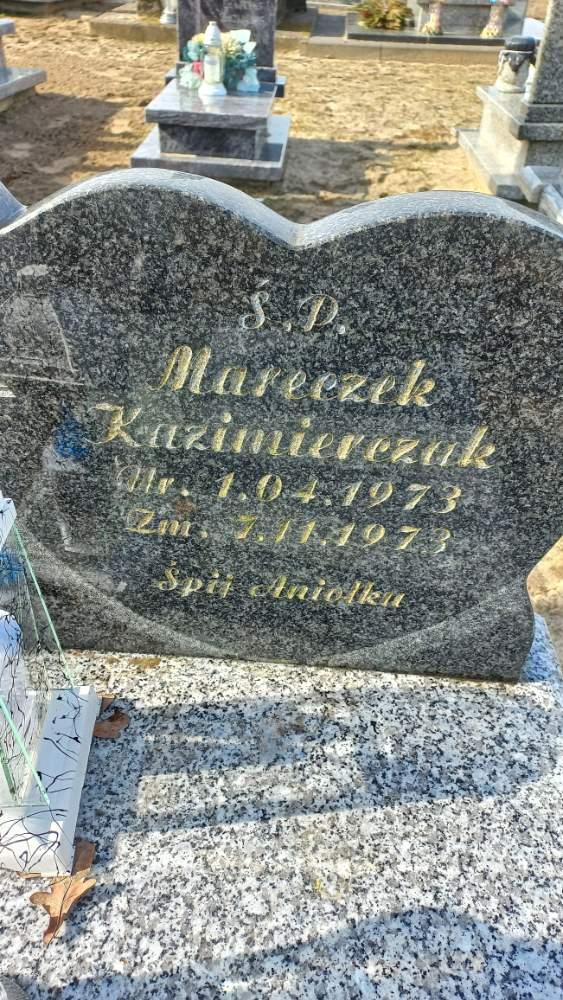 Ś.P.
Mareczek
Kazimierczak
Ur. 1.04.1973
Zm. 7.11.1973
Śpij Aniołku